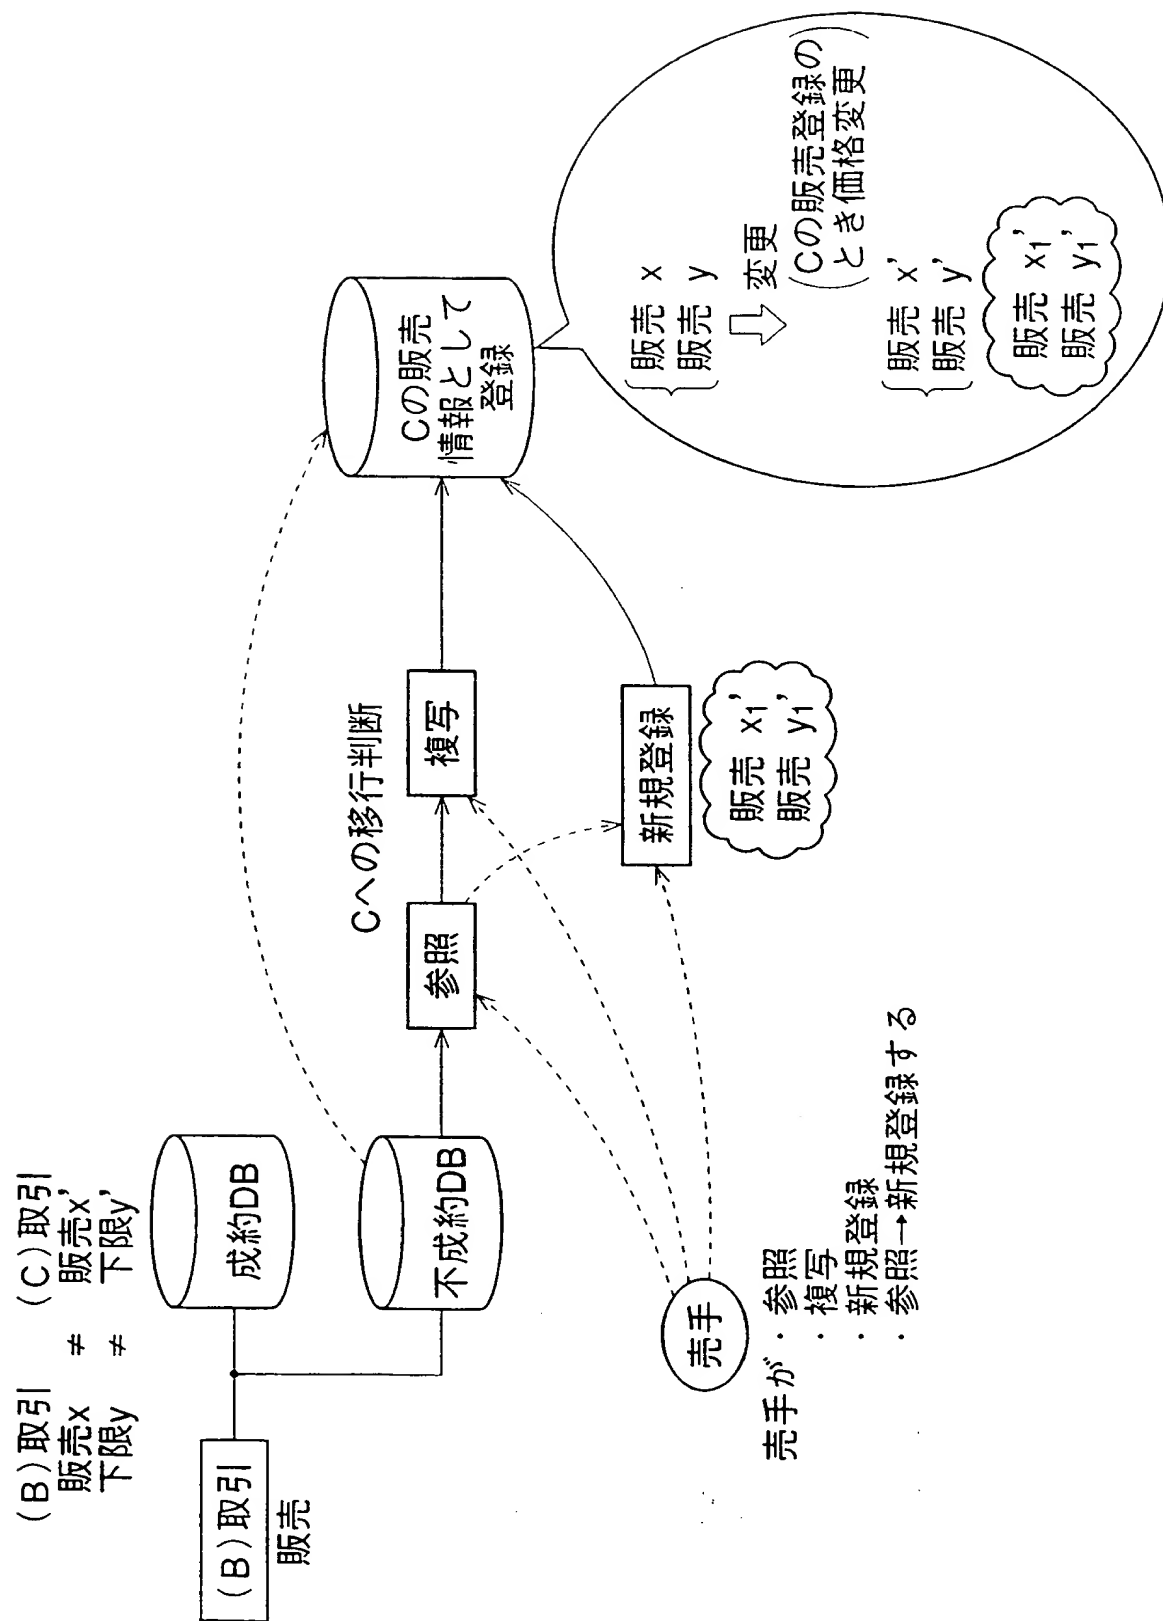 (B)取引　　(C)取引
販売x　≠　販売x'
下限y　≠　下限y'
(B)取引
販売
成約DB
不成約DB
参照
Cへの移行判断
複写
新規登録
販売 x1'
販売 y1'
Cの販売
情報として
登録
販売 x
販売 y
変更
(Cの販売登録の
とき価格変更)
販売 x'
販売 y'
販売 x1'
販売 y1'
売手
売手が・参照
・複写
・新規登録
・参照→新規登録する